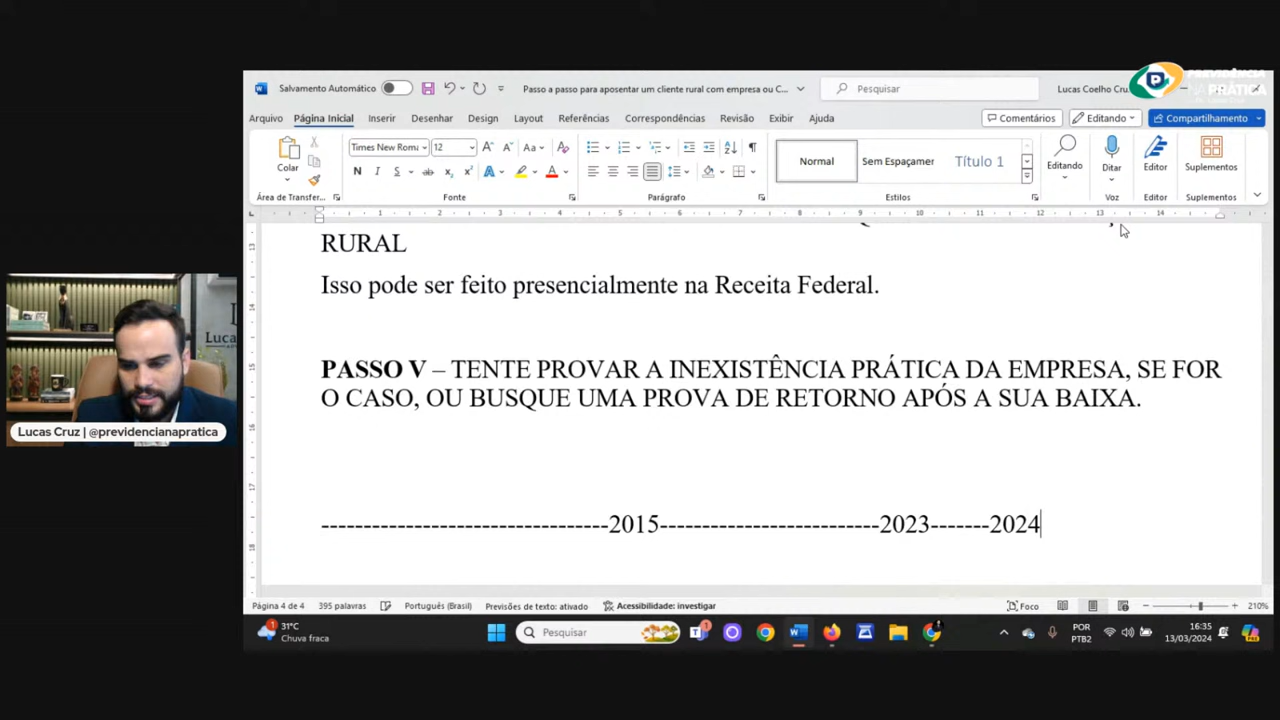 PREVIDÊNCIA
NA PRÁTICA
Salvamento Automático
Passo a passo para aposentar um cliente rural com empresa ou C...
Pesquisar
Lucas Coelho Cru
Arquivo
Página Inicial
Inserir
Desenhar
Design
Layout
Referências
Correspondências
Revisão
Exibir
Ajuda
Comentários
Editando
Compartilhamento
Colar
Times New Roma
12
Normal
Sem Espaçamen
Título 1
Editando
Ditar
Editor
Suplementos
Área de Transfer...
Fonte
Parágrafo
Estilos
Voz
Editor
Suplementos
RURAL
Isso pode ser feito presencialmente na Receita Federal.
PASSO V – TENTE PROVAR A INEXISTÊNCIA PRÁTICA DA EMPRESA, SE FOR
O CASO, OU BUSQUE UMA PROVA DE RETORNO APÓS A SUA BAIXA.
----------------------------------2015--------------------------2023-------2024
Lucas Cruz | @previdencianapratica
Página 4 de 4
395 palavras
Português (Brasil)
Previsões de texto: ativado
Acessibilidade: investigar
Foco
210%
31°C
Chuva fraca
Pesquisar
POR
PTB2
16:35
13/03/2024